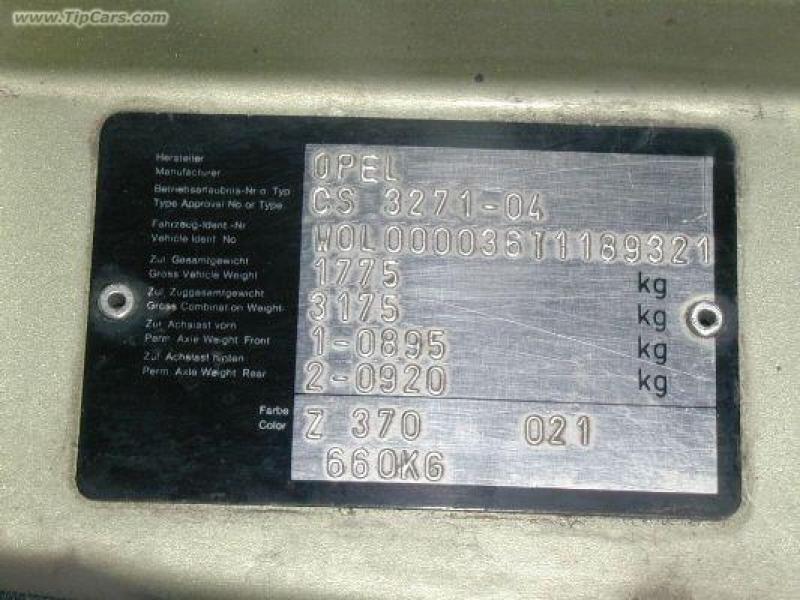 www.TipCars.com
Hersteller
Manufacturer
OPEL
Betriebserlaubnis-Nr o. Typ
Type Approval No or Type
CS 3271-04
Fahrzeug-Ident.-Nr
Vehicle Ident No
W0L000036T1189321
Zul. Gesamtgewicht
Gross Vehicle Weight
1775 kg
Zul. Zuggesamtgewicht
Gross Combination Weight
3175 kg
Zul. Achslast vorn
Perm. Axle Weight Front
1-0895 kg
Zul. Achslast hinten
Perm. Axle Weight Rear
2-0920 kg
Farbe
Color
Z 370 021
660KG